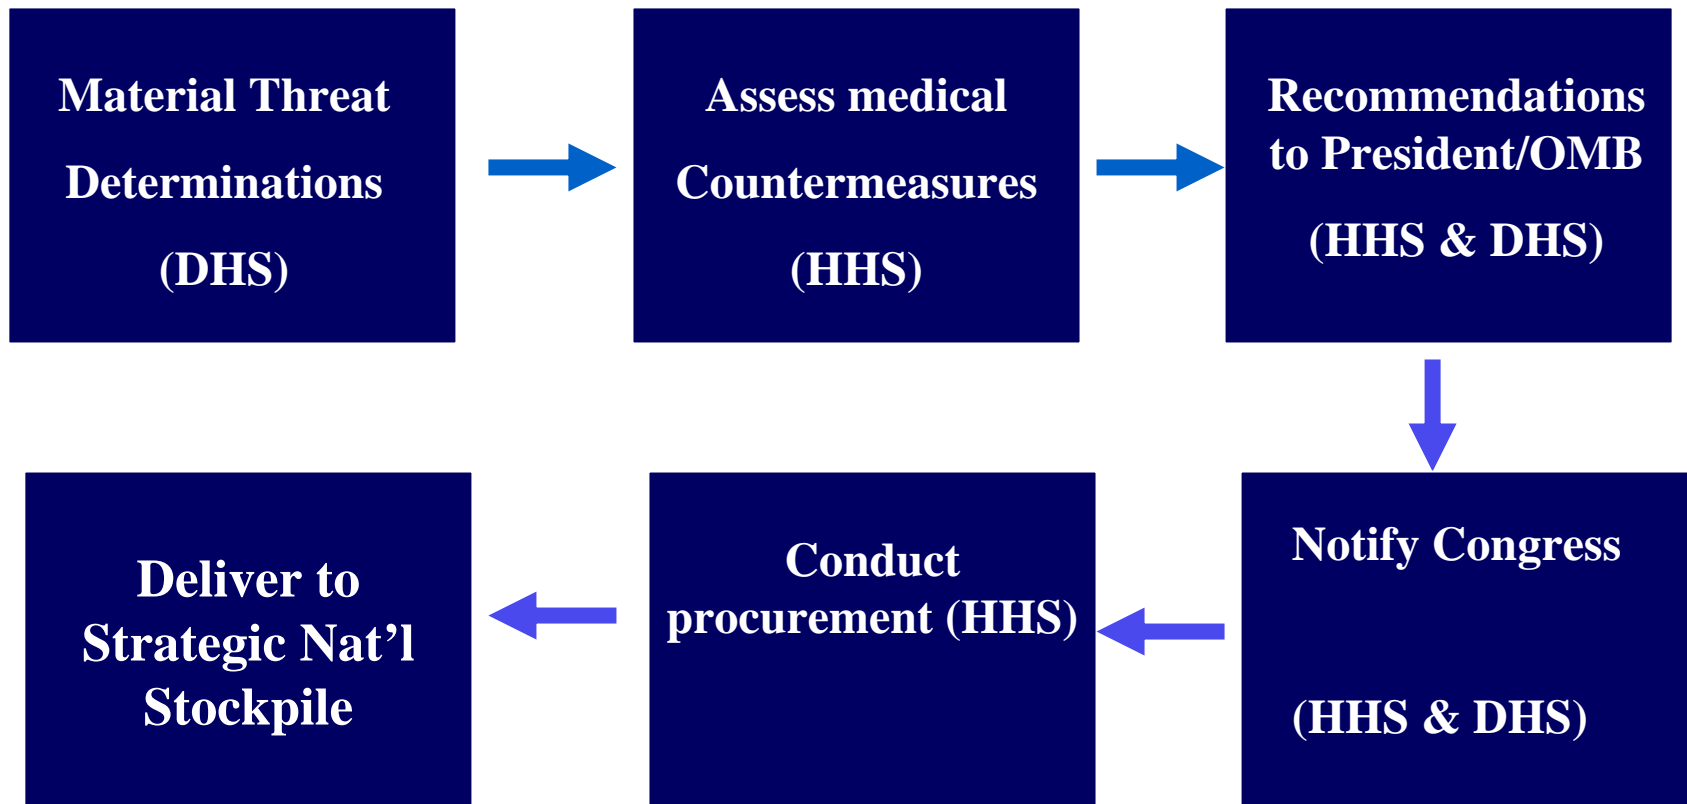 Material Threat
Determinations
(DHS)
Assess medical
Countermeasures
(HHS)
Recommendations
to President/OMB
(HHS & DHS)
Notify Congress
(HHS & DHS)
Conduct
procurement (HHS)
Deliver to
Strategic Nat’l
Stockpile